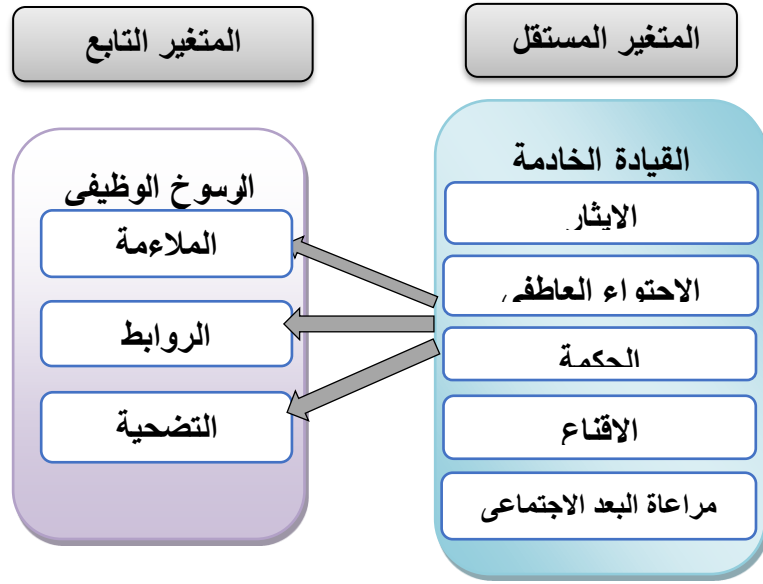 المتغير المستقل
المتغير التابع
القيادة الخادمة
الايثار
الاحتواء العاطفى
الحكمة
الاقناع
مراعاة البعد الاجتماعى
الرسوخ الوظيفى
الملاءمة
الروابط
التضحية